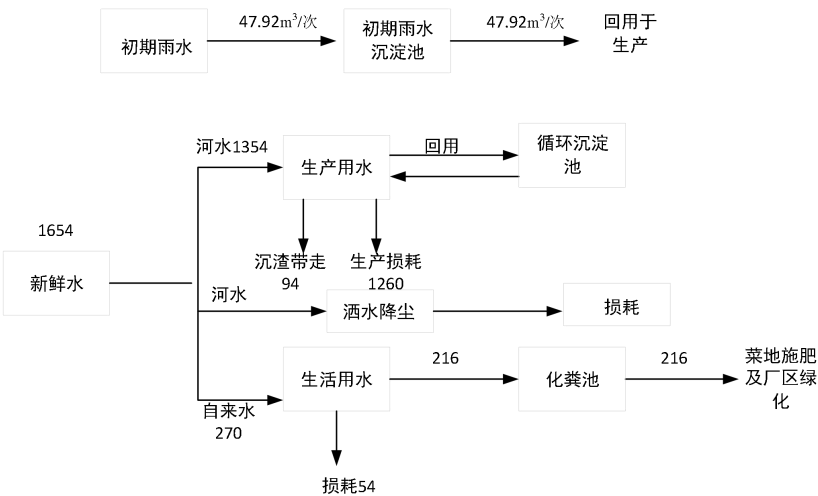 47.92m³/次
47.92m³/次
初期雨水
初期雨水
沉淀池
回用于
生产
河水1354
生产用水
回用
循环沉淀
池
1654
新鲜水
沉渣带走
94
生产损耗
1260
河水
洒水降尘
损耗
自来水
270
生活用水
216
化粪池
216
菜地施肥
及厂区绿
化
损耗54